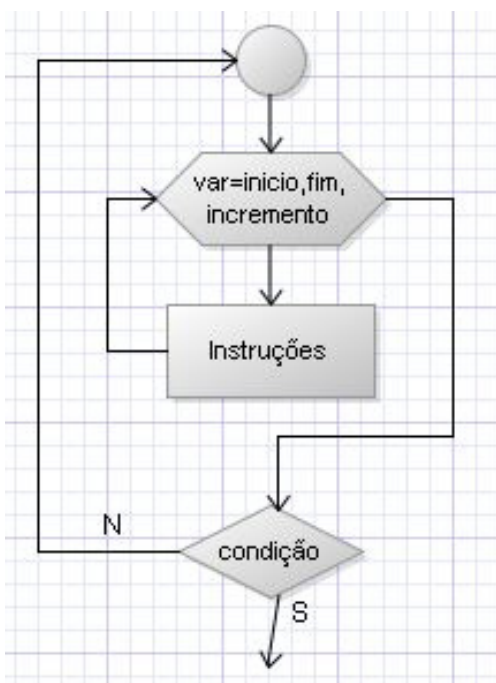 var=inicio,fim,
incremento
Instruções
N
condição
S